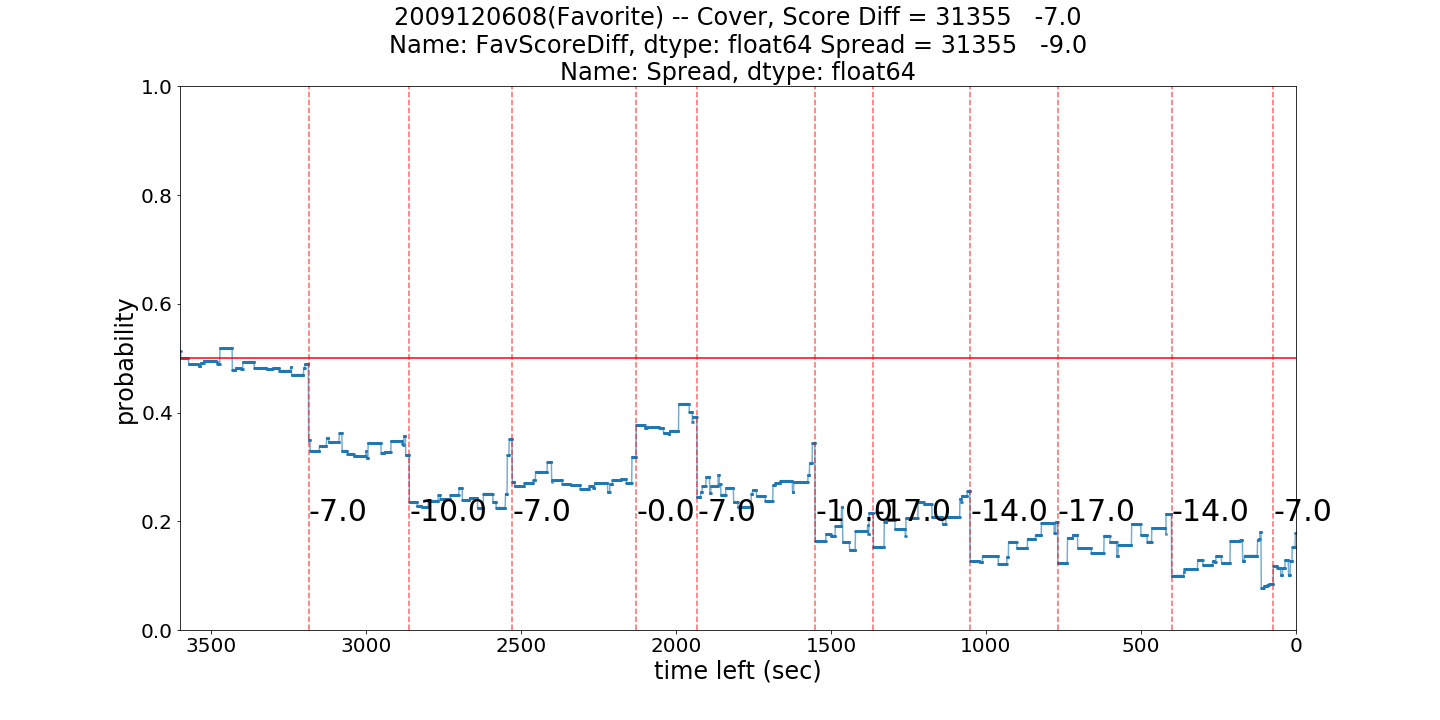 2009120608(Favorite) -- Cover, Score Diff = 31355 -7.0
Name: FavScoreDiff, dtype: float64 Spread = 31355 -9.0
Name: Spread, dtype: float64
probability
1.0
0.8
0.6
0.4
0.2
0.0
-7.0
-10.0
-7.0
-0.0
-7.0
-10.0
-17.0
-14.0
-17.0
-14.0
-7.0
3500 3000 2500 2000 1500 1000 500 0
time left (sec)